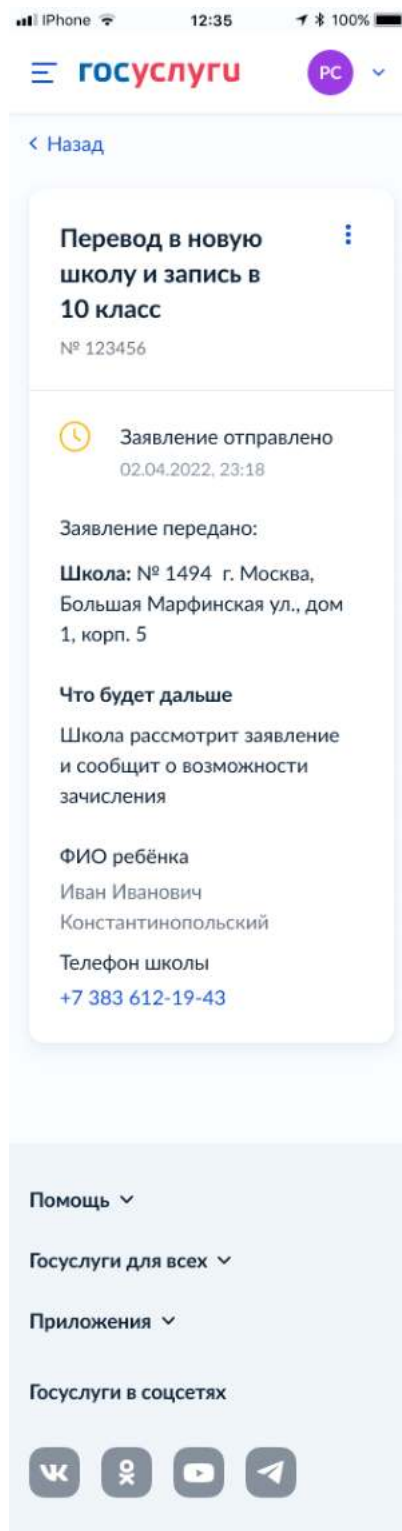 IPhone 12:35 100%
госуслуги РС
Назад
Перевод в новую
школу и запись в
10 класс
№ 123456
Заявление отправлено
02.04.2022, 23:18
Заявление передано:
Школа: № 1494 г. Москва,
Большая Марфинская ул., дом
1, корп. 5
Что будет дальше
Школа рассмотрит заявление
и сообщит о возможности
зачисления
ФИО ребёнка
Иван Иванович
Константинопольский
Телефон школы
+7 383 612-19-43
Помощь
Госуслуги для всех
Приложения
Госуслуги в соцсетях